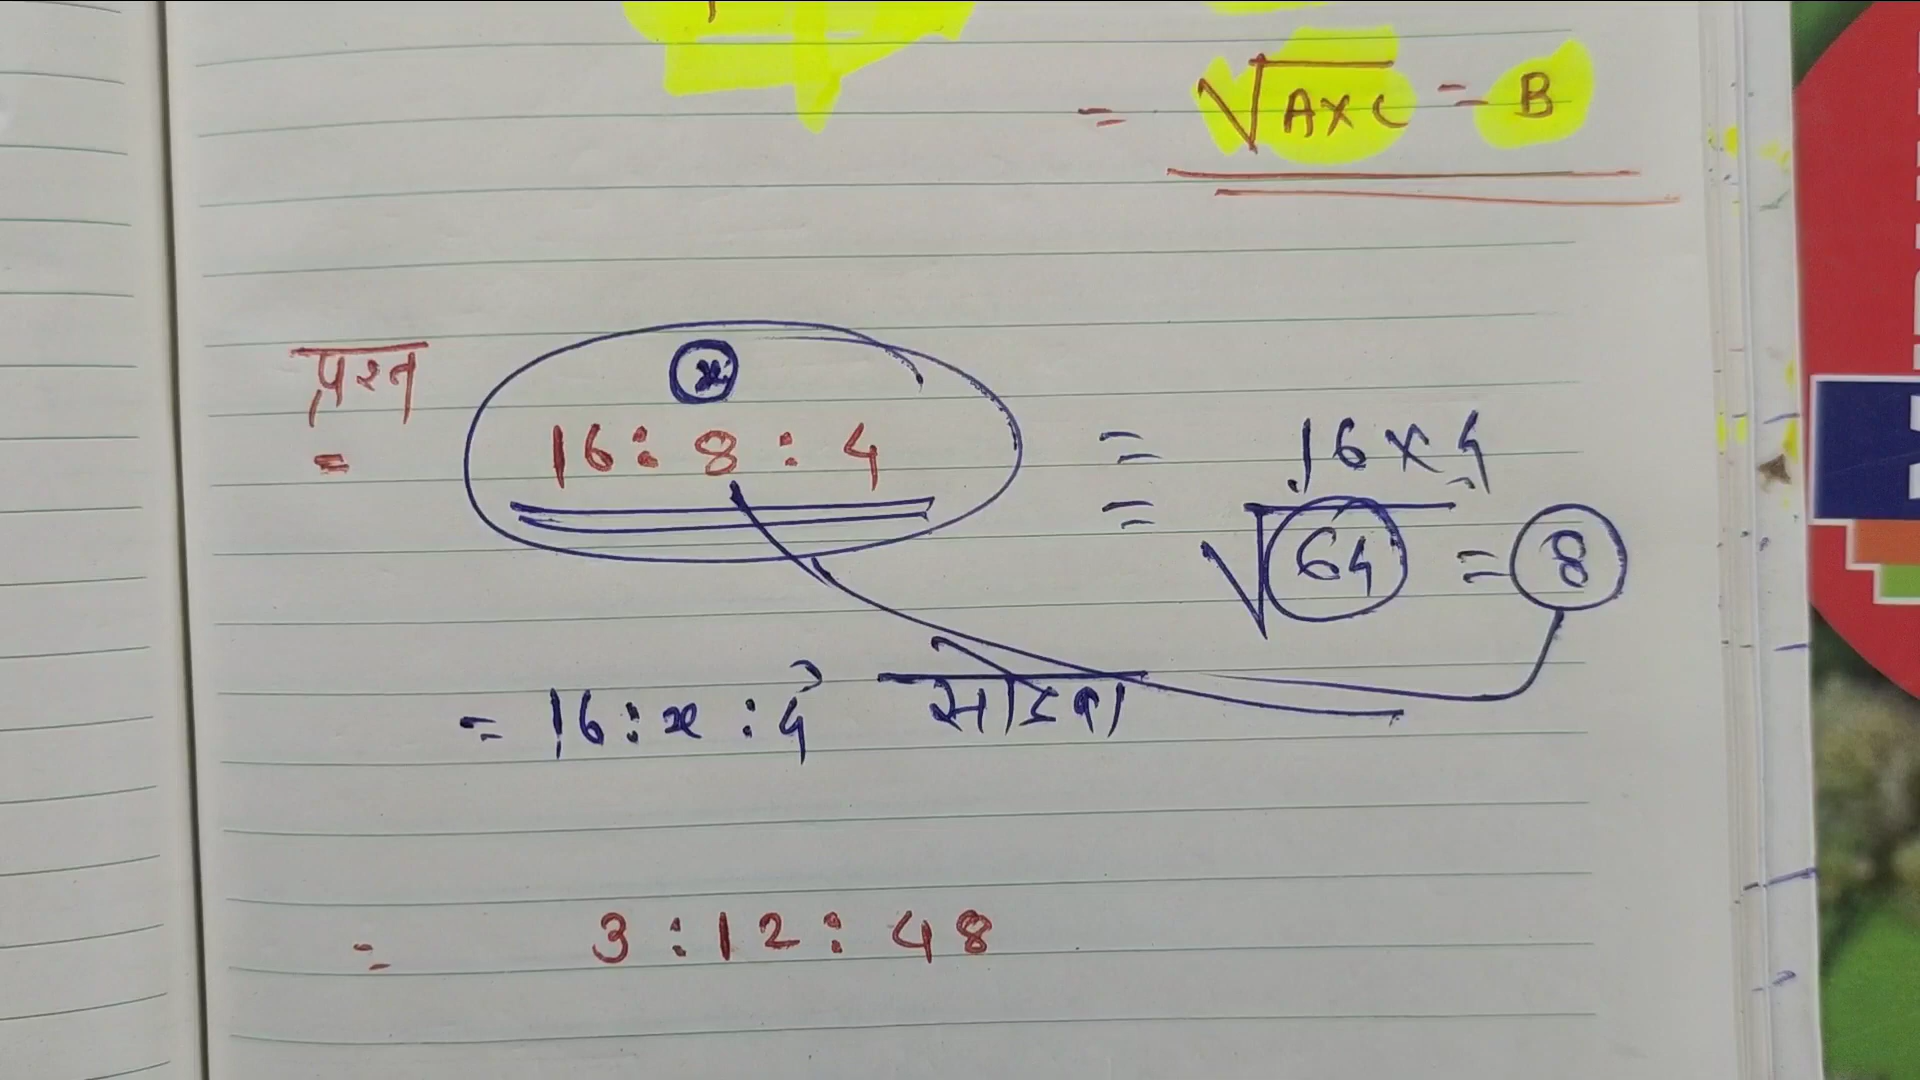 = √A×C = B
प्रश्न
x
= 16 : 8 : 4 = 16 × 4
= √64 = 8
= 16 : x : 4 सोडवा
= 3 : 12 : 48